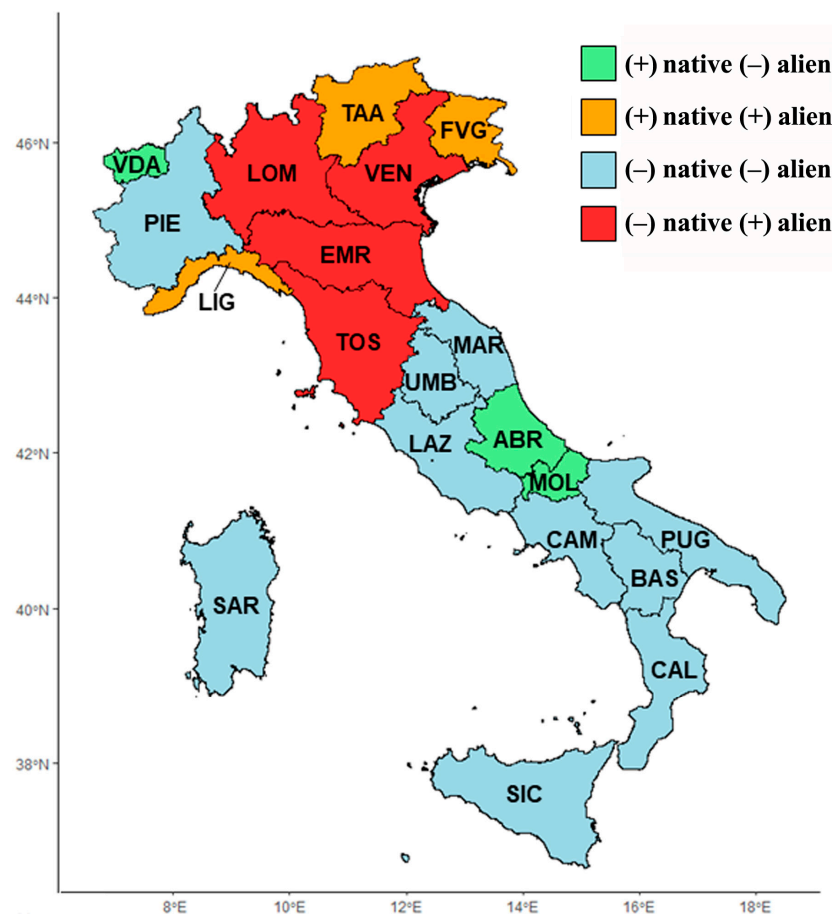 (+) native (–) alien
(+) native (+) alien
(–) native (–) alien
(–) native (+) alien
TAA
FVG
46°N
VDA
LOM
VEN
PIE
EMR
44°N
LIG
TOS
MAR
UMB
42°N
LAZ
ABR
MOL
CAM
PUG
BAS
40°N
SAR
CAL
38°N
SIC
8°E
10°E
12°E
14°E
16°E
18°E